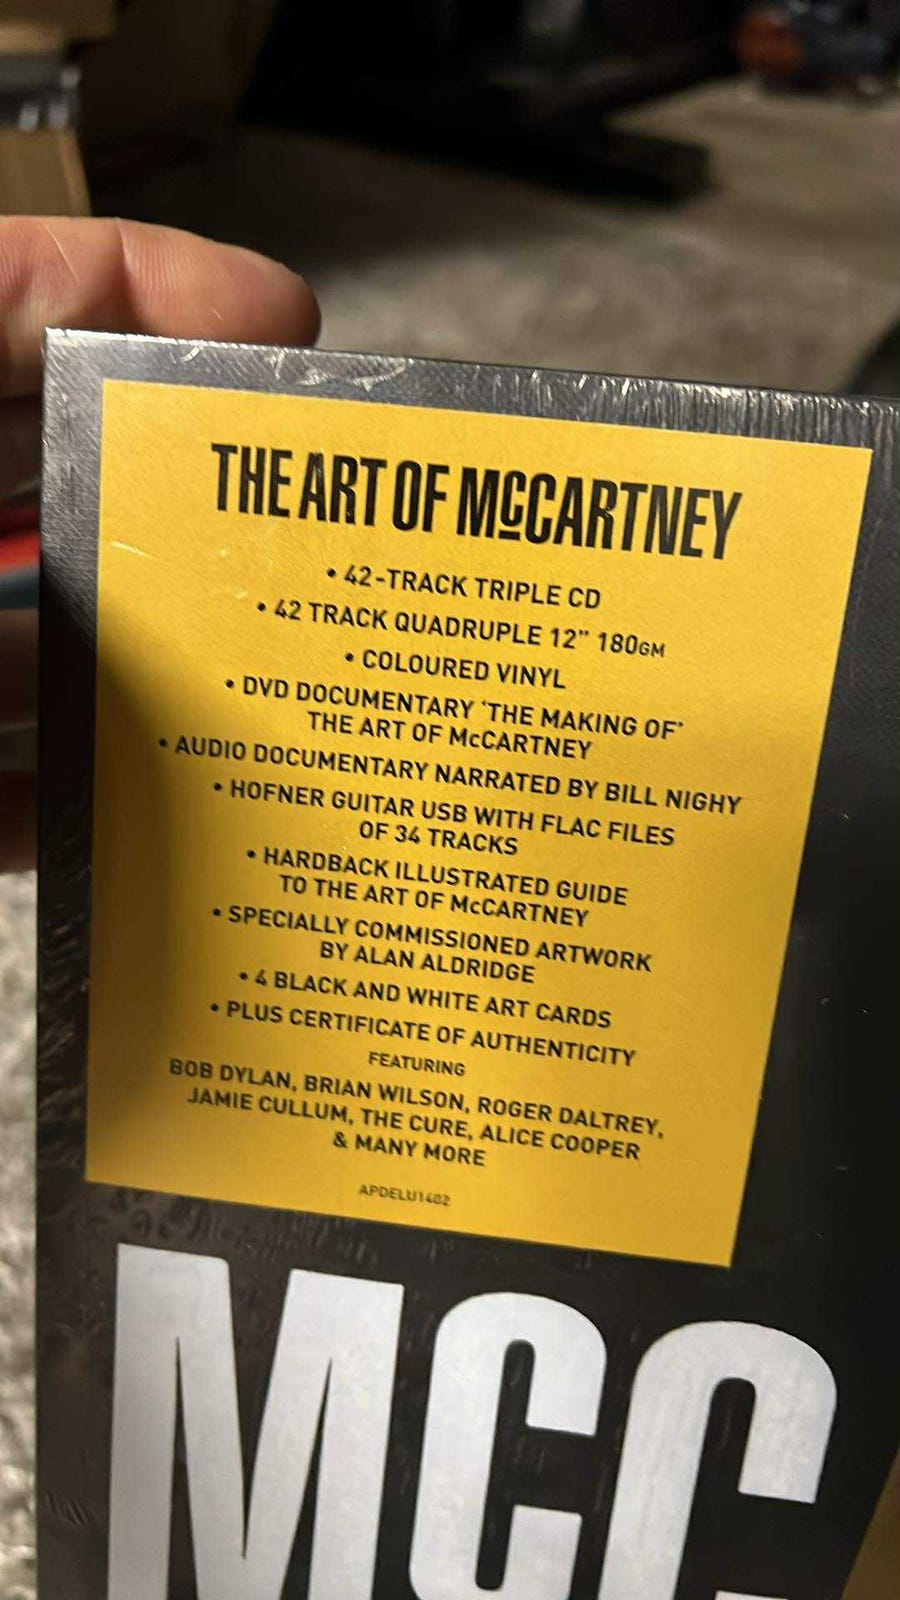 THE ART OF McCARTNEY
• 42-TRACK TRIPLE CD
• 42 TRACK QUADRUPLE 12” 180GM
• COLOURED VINYL
• DVD DOCUMENTARY ‘THE MAKING OF’
THE ART OF McCARTNEY
• AUDIO DOCUMENTARY NARRATED BY BILL NIGHY
• HOFNER GUITAR USB WITH FLAC FILES
OF 34 TRACKS
• HARDBACK ILLUSTRATED GUIDE
TO THE ART OF McCARTNEY
• SPECIALLY COMMISSIONED ARTWORK
BY ALAN ALDRIDGE
• 4 BLACK AND WHITE ART CARDS
• PLUS CERTIFICATE OF AUTHENTICITY
FEATURING
BOB DYLAN, BRIAN WILSON, ROGER DALTREY,
JAMIE CULLUM, THE CURE, ALICE COOPER
& MANY MORE
APDELU1402
MCC